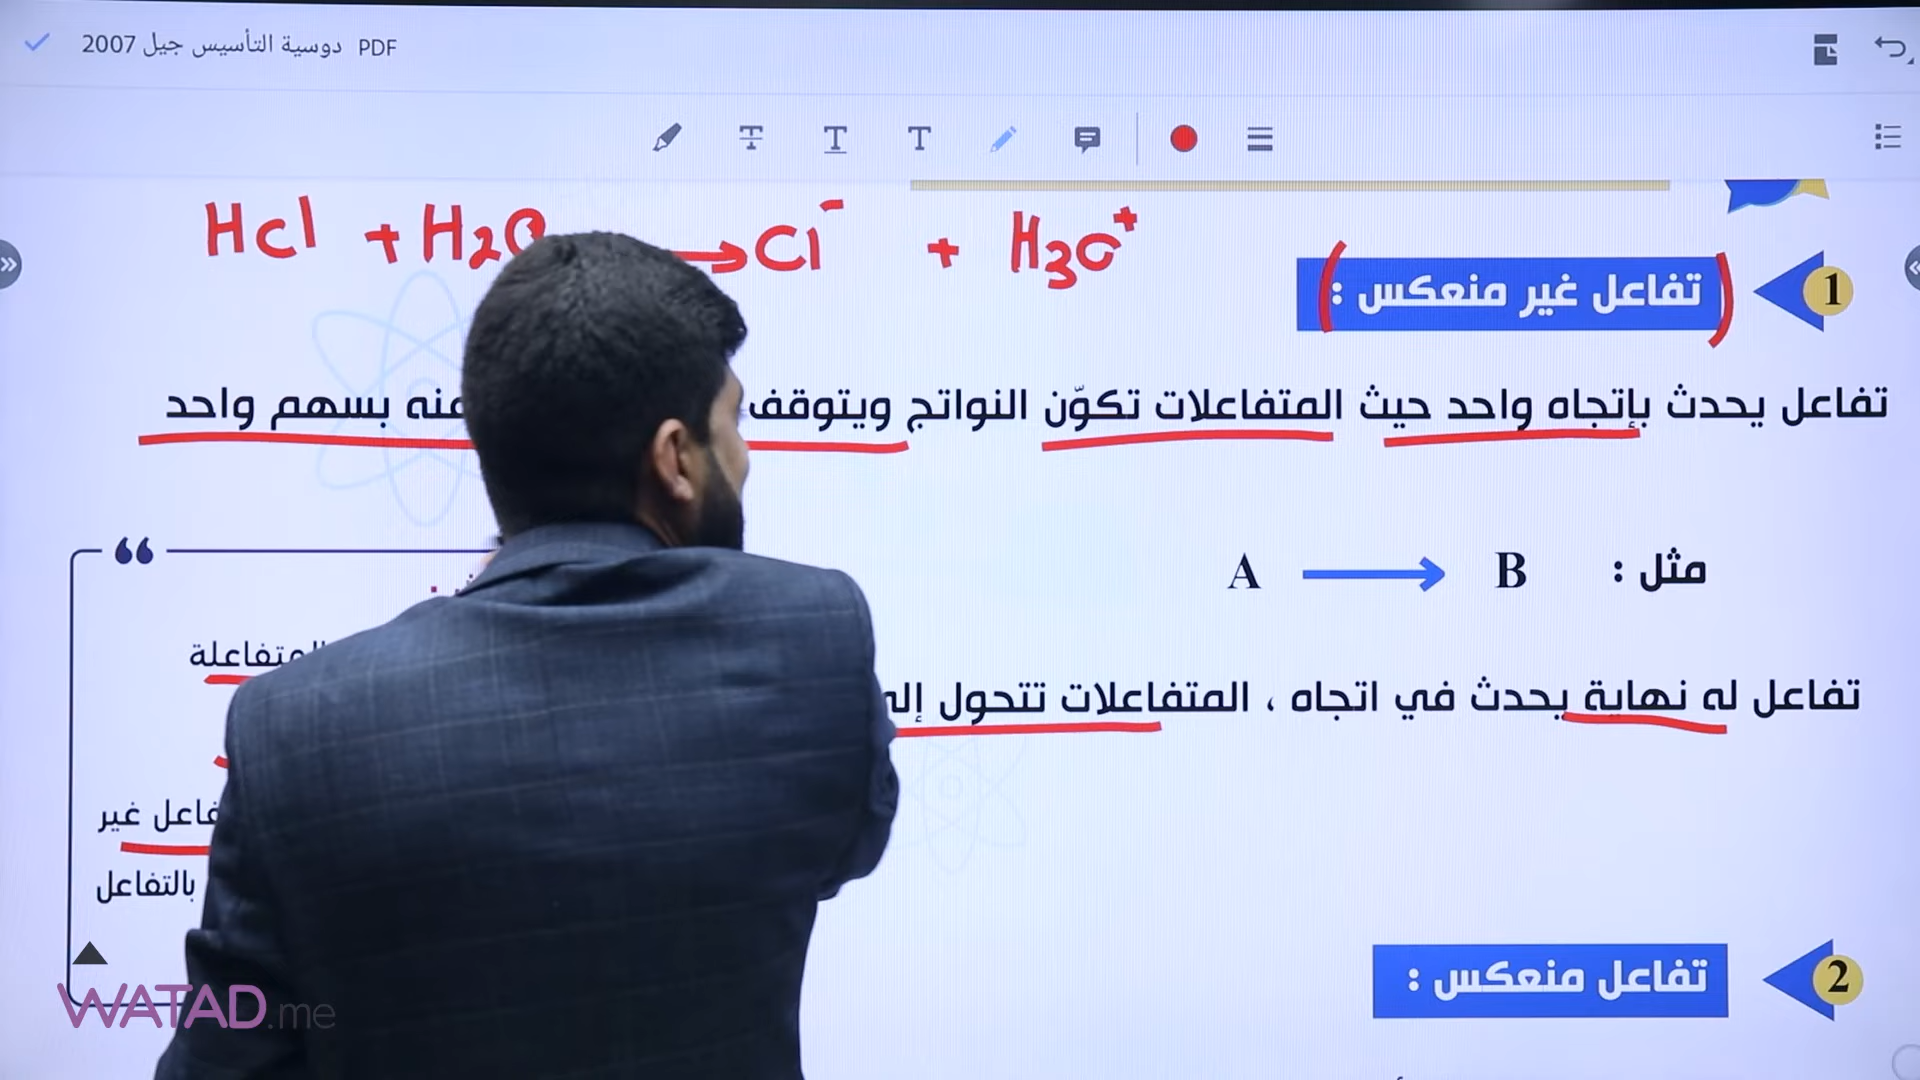 دوسية التأسيس جيل 2007 PDF
Hcl + H2O → Cl⁻ + H3O⁺
1 تفاعل غير منعكس :
تفاعل يحدث بإتجاه واحد حيث المتفاعلات تكوّن النواتج ويتوقف بسهم واحد
مثل : A → B
تفاعل له نهاية يحدث في اتجاه ، المتفاعلات تتحول
المتفاعلة
غير
بالتفاعل
2 تفاعل منعكس :
WATAD.me